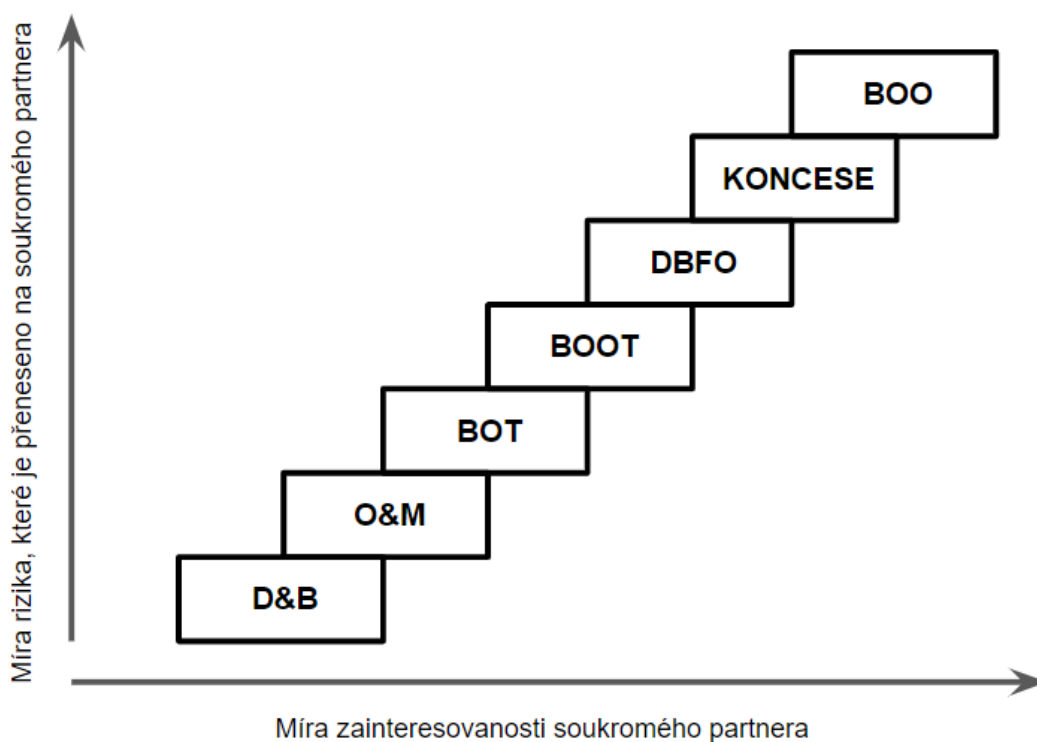 Míra rizika, které je přeneseno na soukromého partnera
BOO
KONCESE
DBFO
BOOT
BOT
O&M
D&B
Míra zainteresovanosti soukromého partnera